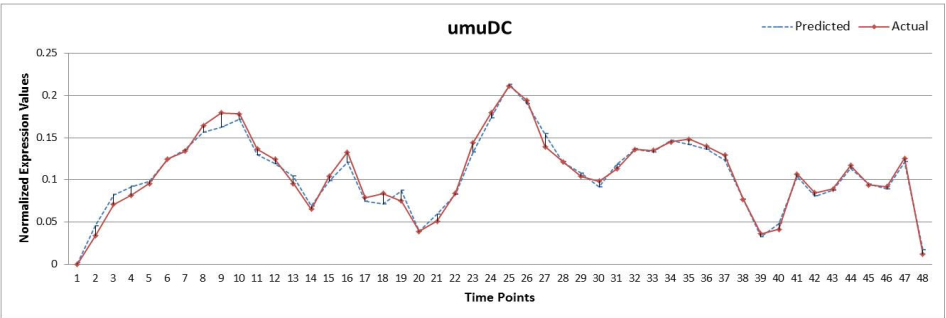 umuDC
Predicted Actual
Normalized Expression Values
0.25
0.2
0.15
0.1
0.05
0
1 2 3 4 5 6 7 8 9 10 11 12 13 14 15 16 17 18 19 20 21 22 23 24 25 26 27 28 29 30 31 32 33 34 35 36 37 38 39 40 41 42 43 44 45 46 47 48
Time Points